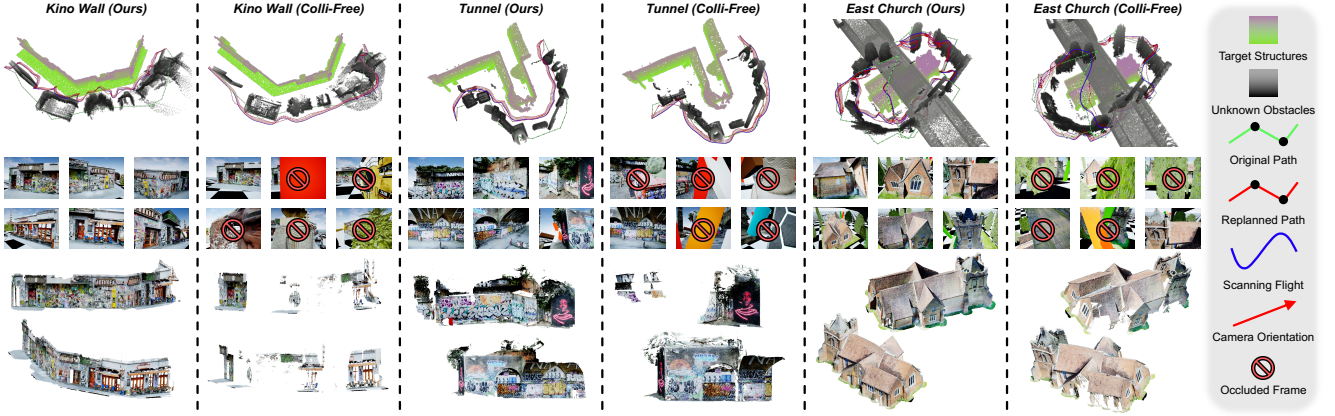 Kino Wall (Ours)
Kino Wall (Colli-Free)
Tunnel (Ours)
Tunnel (Colli-Free)
East Church (Ours)
East Church (Colli-Free)
Target Structures
Unknown Obstacles
Original Path
Replanned Path
Scanning Flight
Camera Orientation
Occluded Frame